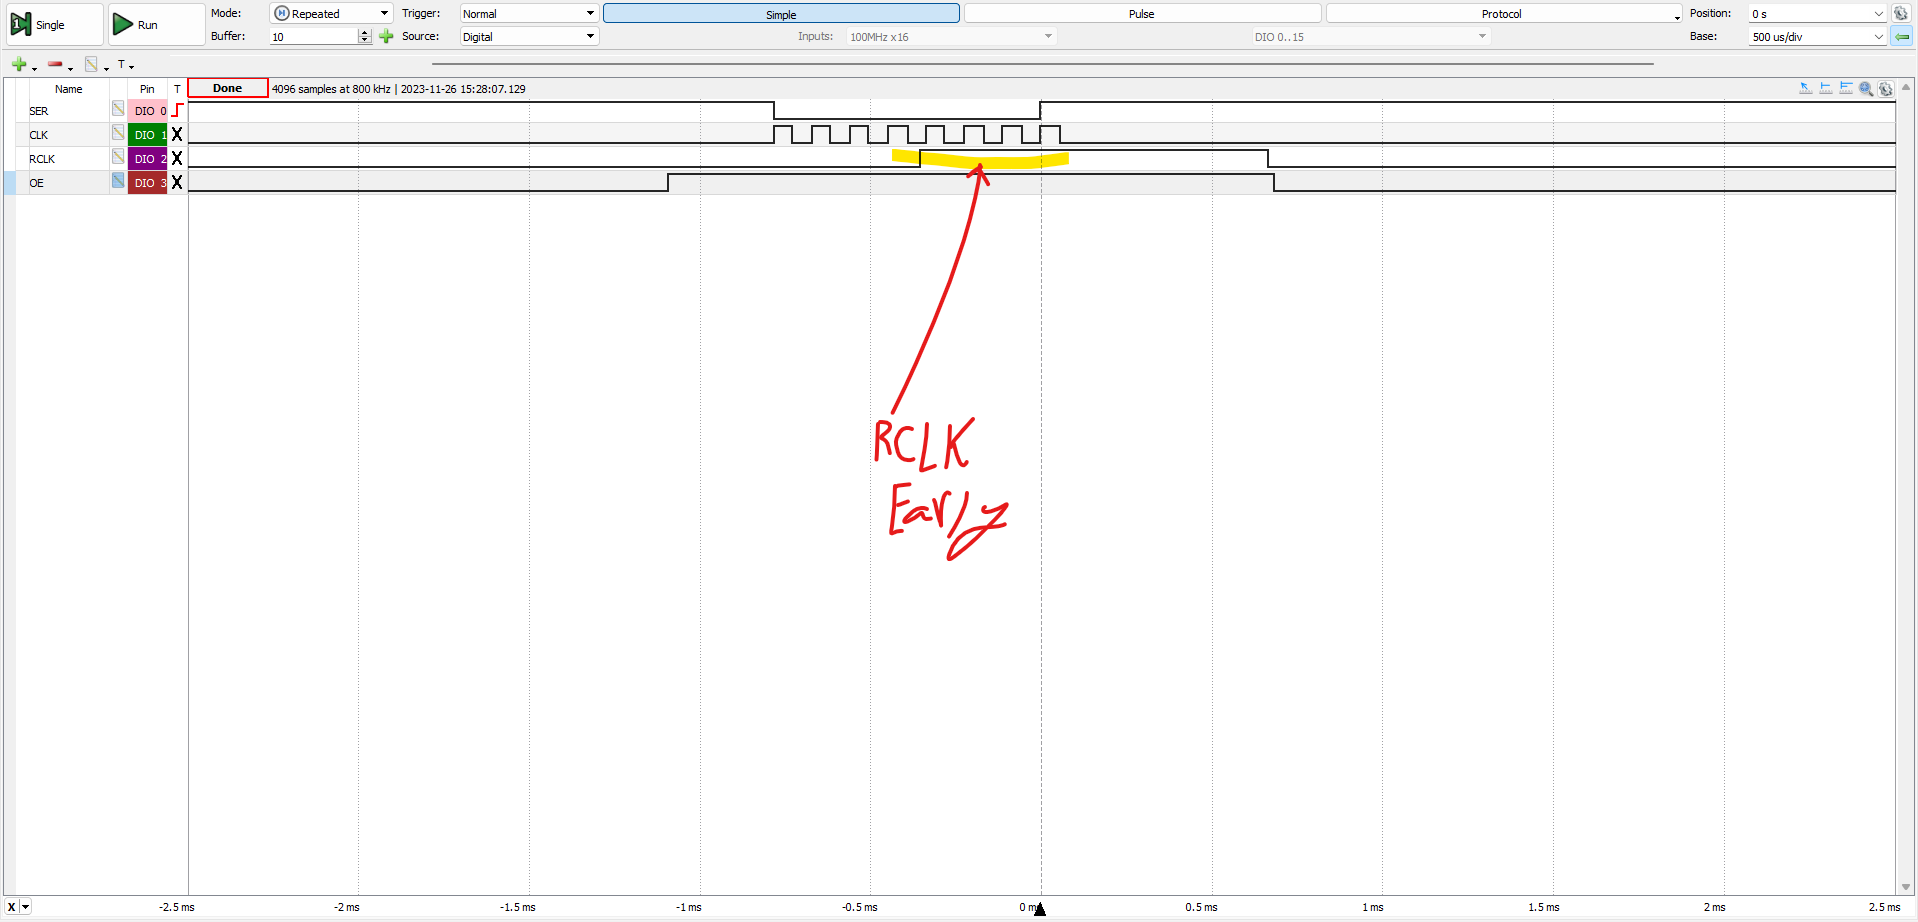 Single
Run
Mode: Repeated Trigger: Normal Simple Pulse Protocol Position: 0 s
Buffer: 10 Source: Digital Inputs: 100MHz x16 DIO 0..15 Base: 500 us/div
T
Name Pin T Done 4096 samples at 800 kHz | 2023-11-26 15:28:07.129
SER DIO 0
CLK DIO 1 X
RCLK DIO 2 X
OE DIO 3 X
RCLK
Early
X -2.5 ms -2 ms -1.5 ms -1 ms -0.5 ms 0 ms 0.5 ms 1 ms 1.5 ms 2 ms 2.5 ms